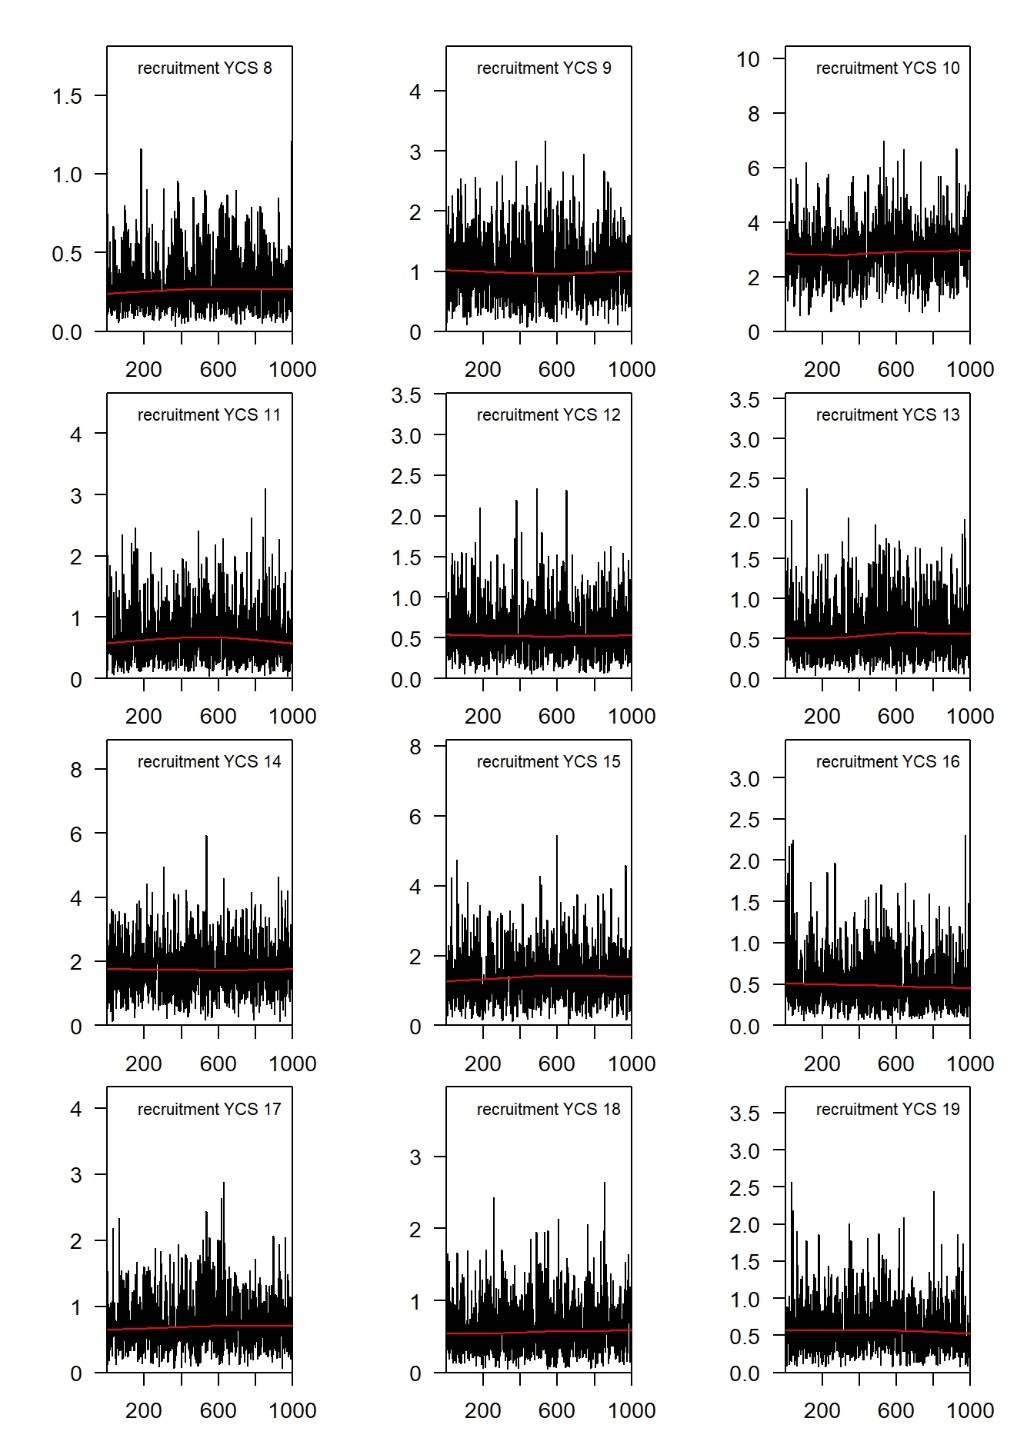 recruitment YCS 8
1.5
1.0
0.5
0.0
200 600 1000
recruitment YCS 9
4
3
2
1
0
200 600 1000
recruitment YCS 10
10
8
6
4
2
0
200 600 1000
recruitment YCS 11
4
3
2
1
0
200 600 1000
recruitment YCS 12
3.5
3.0
2.5
2.0
1.5
1.0
0.5
0.0
200 600 1000
recruitment YCS 13
3.5
3.0
2.5
2.0
1.5
1.0
0.5
0.0
200 600 1000
recruitment YCS 14
8
6
4
2
0
200 600 1000
recruitment YCS 15
8
6
4
2
0
200 600 1000
recruitment YCS 16
3.0
2.5
2.0
1.5
1.0
0.5
0.0
200 600 1000
recruitment YCS 17
4
3
2
1
0
200 600 1000
recruitment YCS 18
3
2
1
0
200 600 1000
recruitment YCS 19
3.5
3.0
2.5
2.0
1.5
1.0
0.5
0.0
200 600 1000